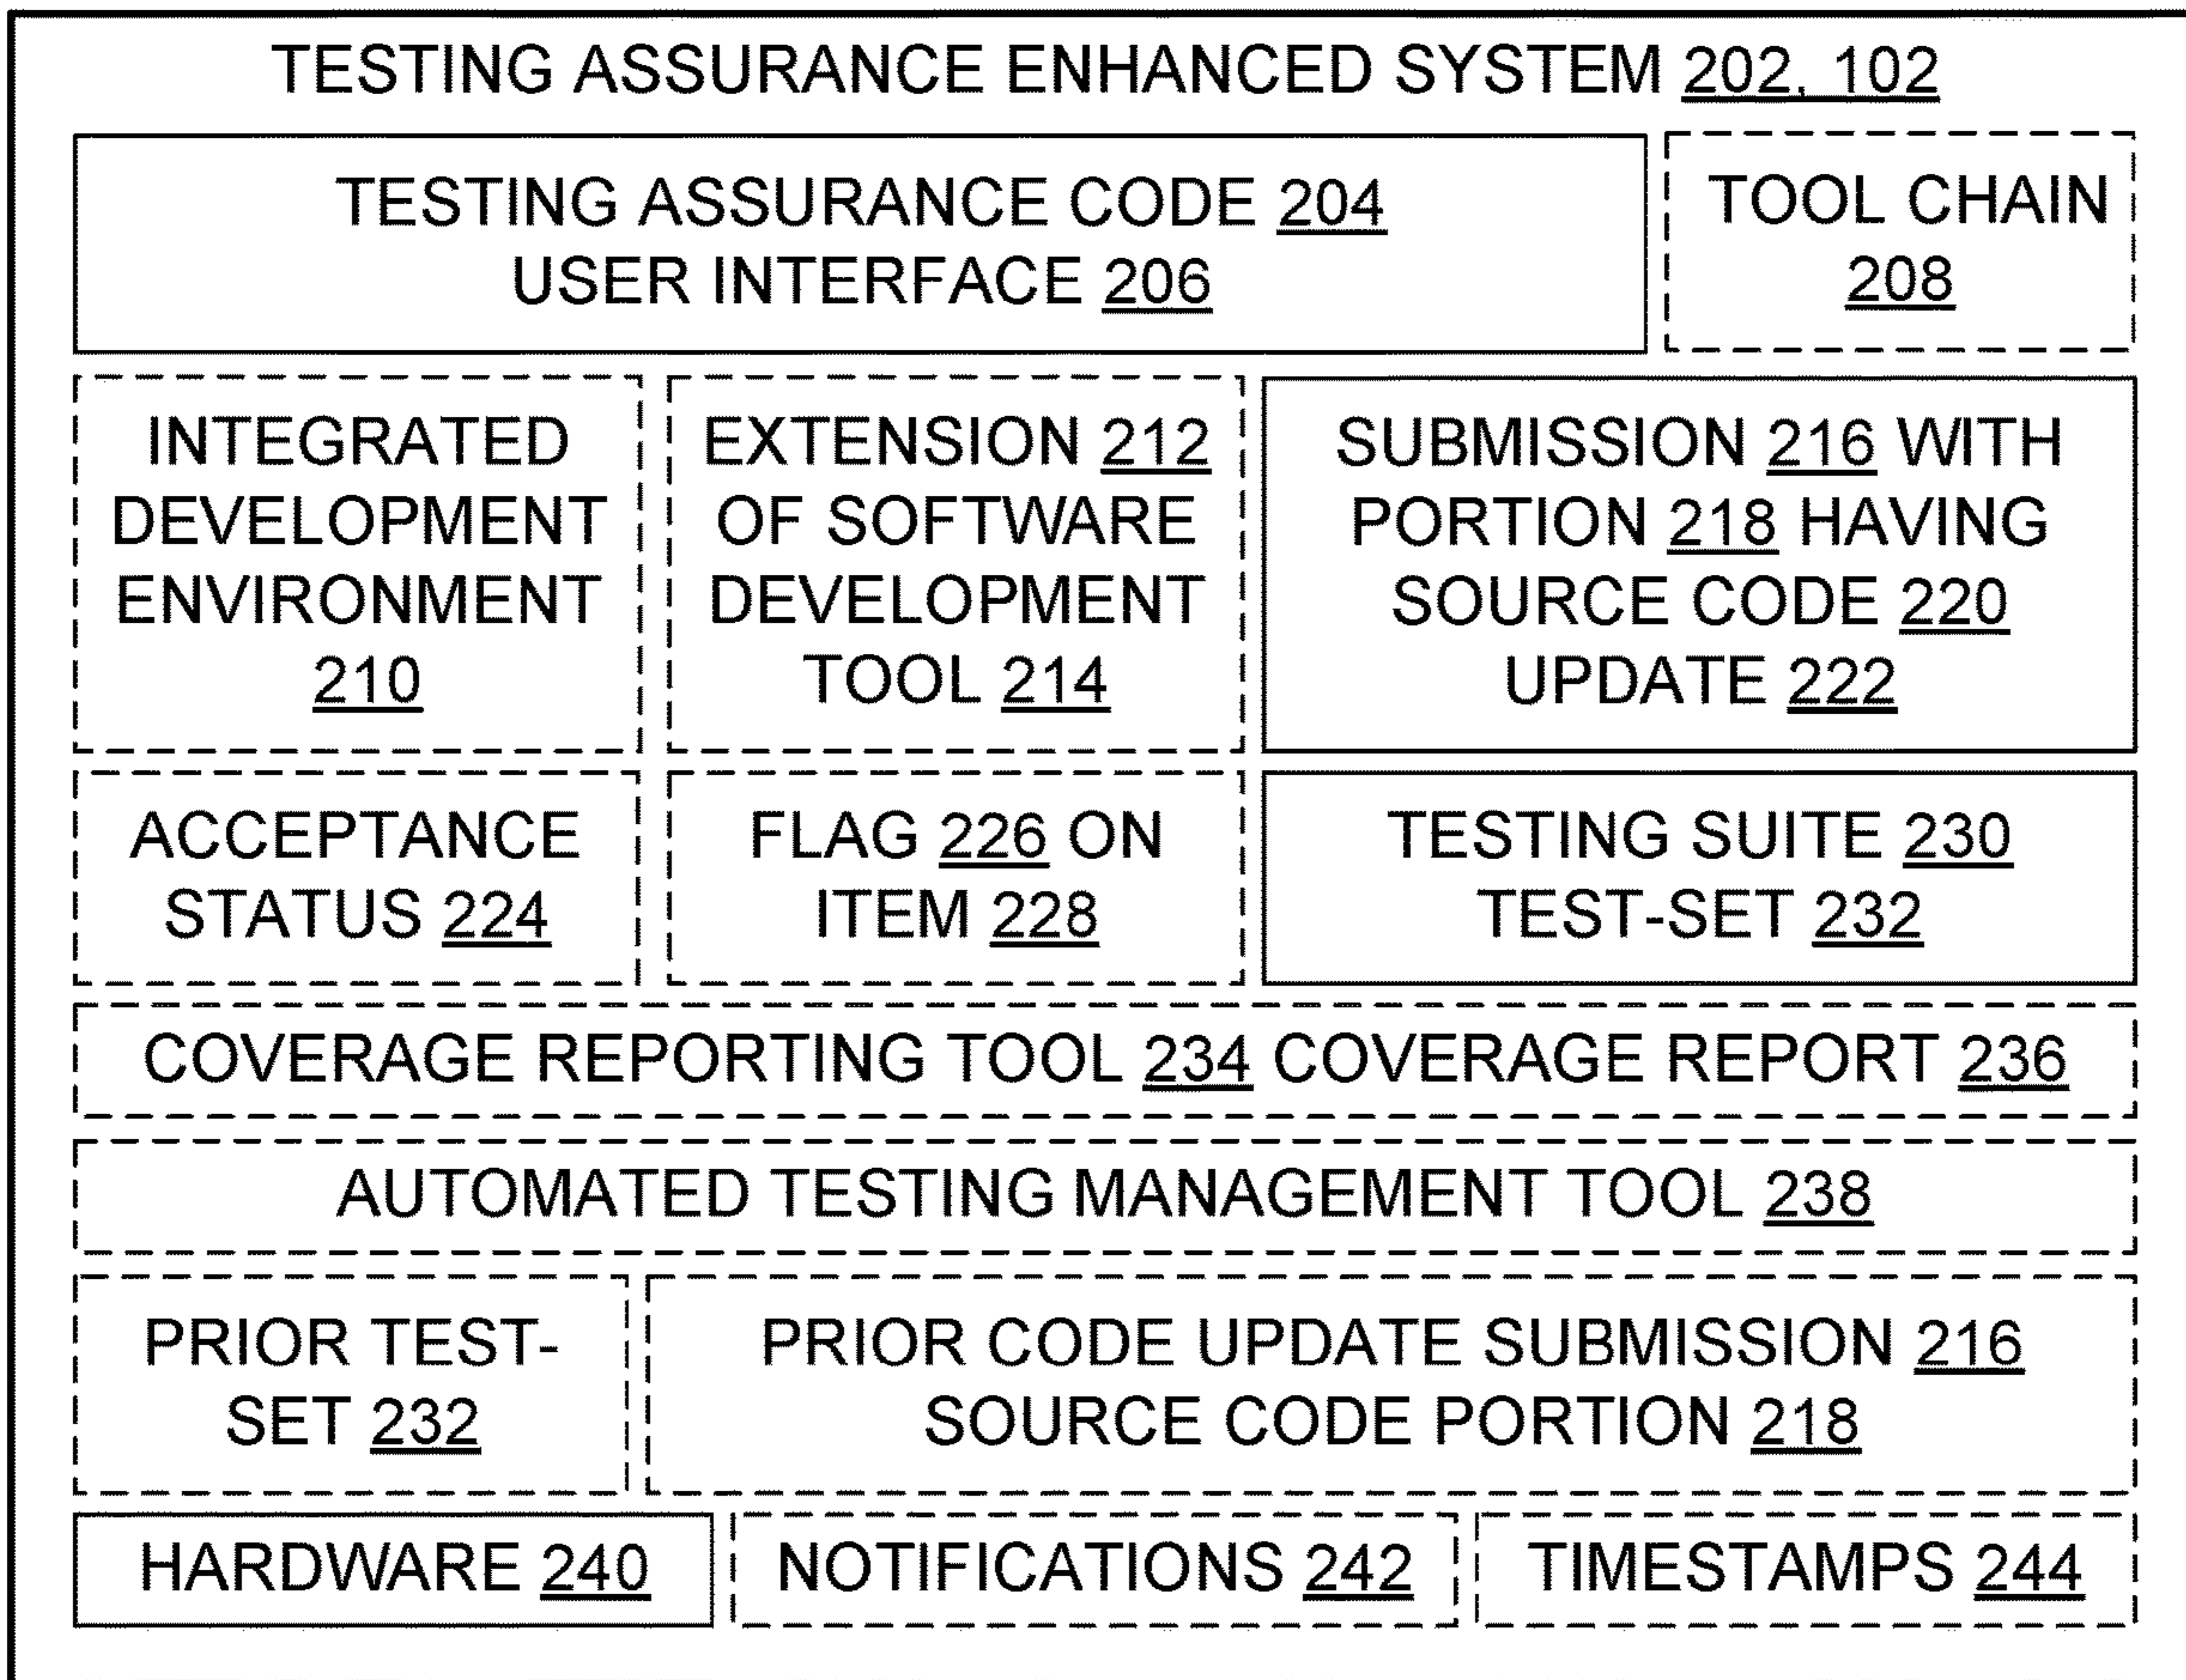 TESTING ASSURANCE ENHANCED SYSTEM 202, 102
TESTING ASSURANCE CODE 204
USER INTERFACE 206
TOOL CHAIN
208
INTEGRATED
DEVELOPMENT
ENVIRONMENT
210
EXTENSION 212
OF SOFTWARE
DEVELOPMENT
TOOL 214
SUBMISSION 216 WITH
PORTION 218 HAVING
SOURCE CODE 220
UPDATE 222
ACCEPTANCE
STATUS 224
FLAG 226 ON
ITEM 228
TESTING SUITE 230
TEST-SET 232
COVERAGE REPORTING TOOL 234 COVERAGE REPORT 236
AUTOMATED TESTING MANAGEMENT TOOL 238
PRIOR TEST-
SET 232
PRIOR CODE UPDATE SUBMISSION 216
SOURCE CODE PORTION 218
HARDWARE 240
NOTIFICATIONS 242
TIMESTAMPS 244